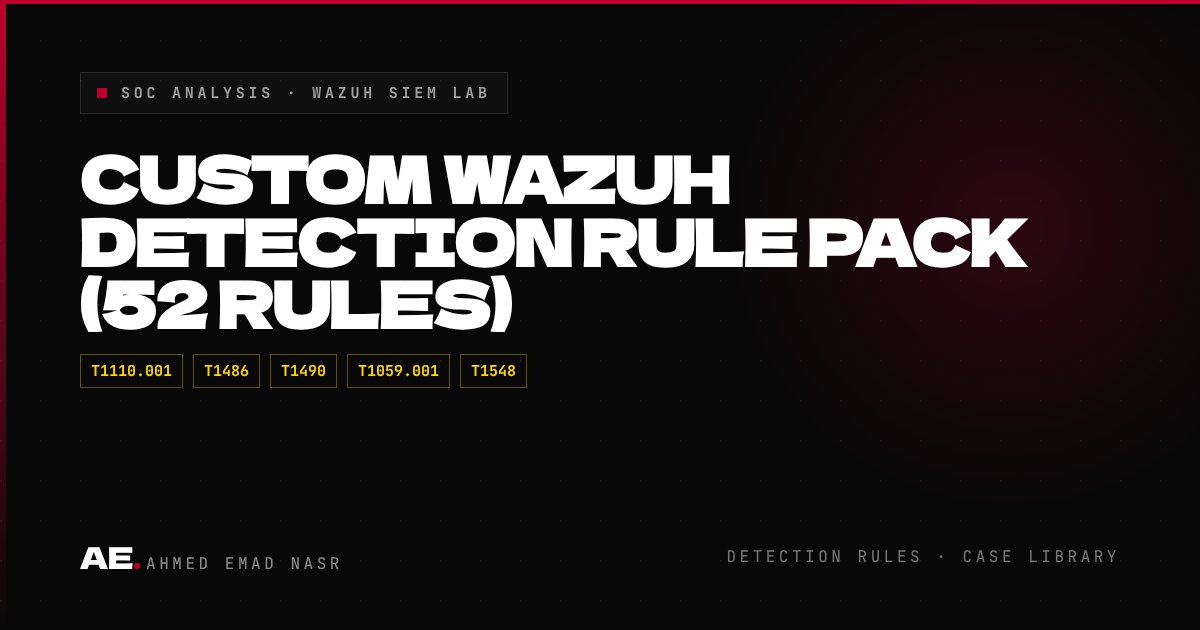 SOC ANALYSIS · WAZUH SIEM LAB
CUSTOM WAZUH
DETECTION RULE PACK
(52 RULES)
T1110.001 T1486 T1490 T1059.001 T1548
AE. AHMED EMAD NASR
DETECTION RULES · CASE LIBRARY